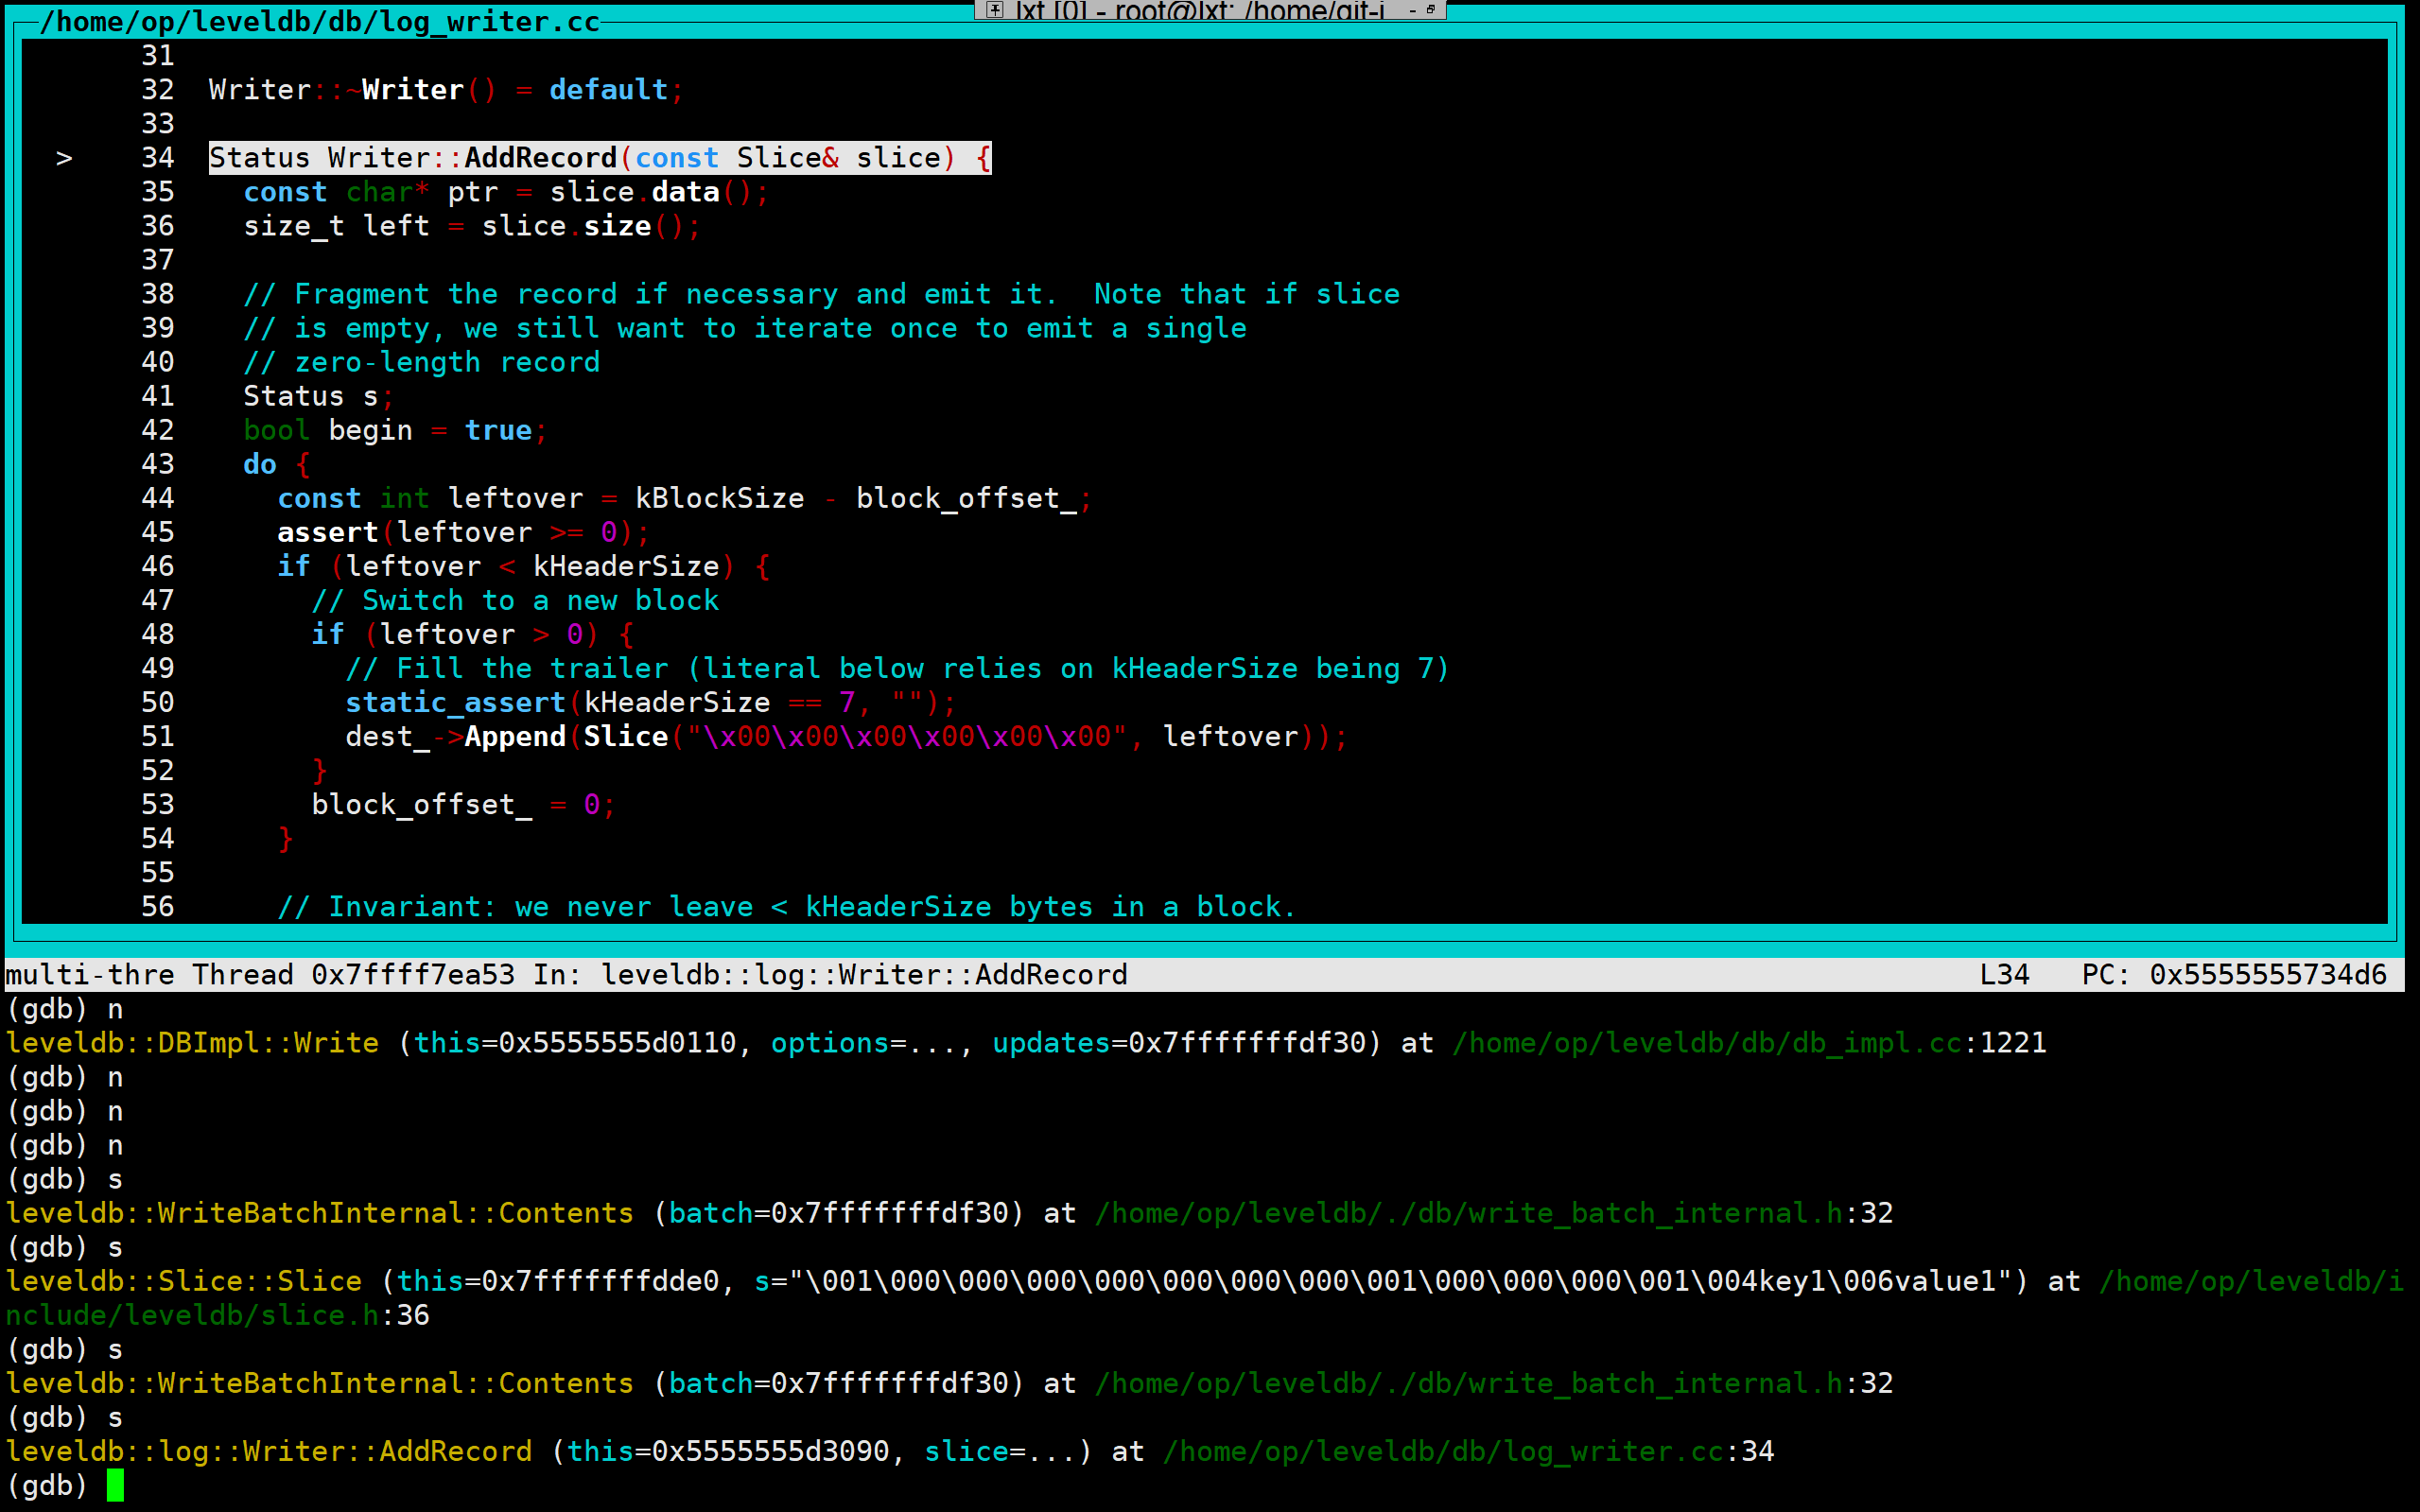 lxt [0] - root@lxt: /home/git-i
/home/op/leveldb/db/log_writer.cc
31
32  Writer::~Writer() = default;
33
>    34  Status Writer::AddRecord(const Slice& slice) {
35    const char* ptr = slice.data();
36    size_t left = slice.size();
37
38    // Fragment the record if necessary and emit it.  Note that if slice
39    // is empty, we still want to iterate once to emit a single
40    // zero-length record
41    Status s;
42    bool begin = true;
43    do {
44      const int leftover = kBlockSize - block_offset_;
45      assert(leftover >= 0);
46      if (leftover < kHeaderSize) {
47        // Switch to a new block
48        if (leftover > 0) {
49          // Fill the trailer (literal below relies on kHeaderSize being 7)
50          static_assert(kHeaderSize == 7, "");
51          dest_->Append(Slice("\x00\x00\x00\x00\x00\x00", leftover));
52        }
53        block_offset_ = 0;
54      }
55
56      // Invariant: we never leave < kHeaderSize bytes in a block.
multi-thre Thread 0x7ffff7ea53 In: leveldb::log::Writer::AddRecord    L34   PC: 0x5555555734d6
(gdb) n
leveldb::DBImpl::Write (this=0x5555555d0110, options=..., updates=0x7fffffffdf30) at /home/op/leveldb/db/db_impl.cc:1221
(gdb) n
(gdb) n
(gdb) n
(gdb) s
leveldb::WriteBatchInternal::Contents (batch=0x7fffffffdf30) at /home/op/leveldb/./db/write_batch_internal.h:32
(gdb) s
leveldb::Slice::Slice (this=0x7fffffffdde0, s="\001\000\000\000\000\000\000\000\001\000\000\000\001\004key1\006value1") at /home/op/leveldb/i
nclude/leveldb/slice.h:36
(gdb) s
leveldb::WriteBatchInternal::Contents (batch=0x7fffffffdf30) at /home/op/leveldb/./db/write_batch_internal.h:32
(gdb) s
leveldb::log::Writer::AddRecord (this=0x5555555d3090, slice=...) at /home/op/leveldb/db/log_writer.cc:34
(gdb)